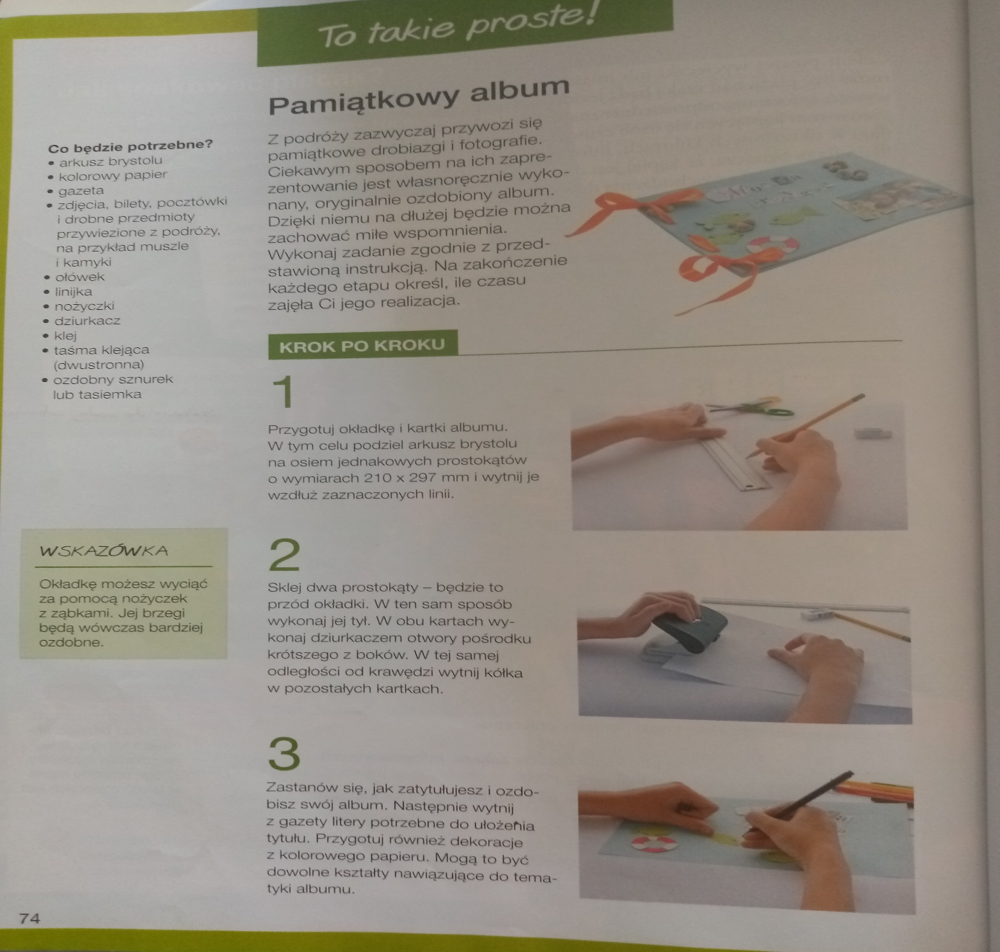 To takie proste!
Pamiątkowy album
Z podróży zazwyczaj przywozi się
pamiątkowe drobiazgi i fotografie.
Ciekawym sposobem na ich zapre-
zentowanie jest własnoręcznie wyko-
nany, oryginalnie ozdobiony album.
Dzięki niemu na dłużej będzie można
zachować miłe wspomnienia.
Wykonaj zadanie zgodnie z przed-
stawioną instrukcją. Na zakończenie
każdego etapu określ, ile czasu
zajęła Ci jego realizacja.
Co będzie potrzebne?
• arkusz brystolu
• kolorowy papier
• gazeta
• zdjęcia, bilety, pocztówki
i drobne przedmioty
przywiezione z podróży,
na przykład muszle
i kamyki
• ołówek
• linijka
• nożyczki
• dziurkacz
• klej
• taśma klejąca
(dwustronna)
• ozdobny sznurek
lub tasiemka
KROK PO KROKU
1
Przygotuj okładkę i kartki albumu.
W tym celu podziel arkusz brystolu
na osiem jednakowych prostokątów
o wymiarach 210 x 297 mm i wytnij je
wzdłuż zaznaczonych linii.
WSKAZÓWKA
Okładkę możesz wyciąć
za pomocą nożyczek
z ząbkami. Jej brzegi
będą wówczas bardziej
ozdobne.
2
Sklej dwa prostokąty – będzie to
przód okładki. W ten sam sposób
wykonaj jej tył. W obu kartach wy-
konaj dziurkaczem otwory pośrodku
krótszego z boków. W tej samej
odległości od krawędzi wytnij kółka
w pozostałych kartkach.
3
Zastanów się, jak zatytułujesz i ozdo-
bisz swój album. Następnie wytnij
z gazety litery potrzebne do ułożenia
tytułu. Przygotuj również dekoracje
z kolorowego papieru. Mogą to być
dowolne kształty nawiązujące do tema-
tyki albumu.
74